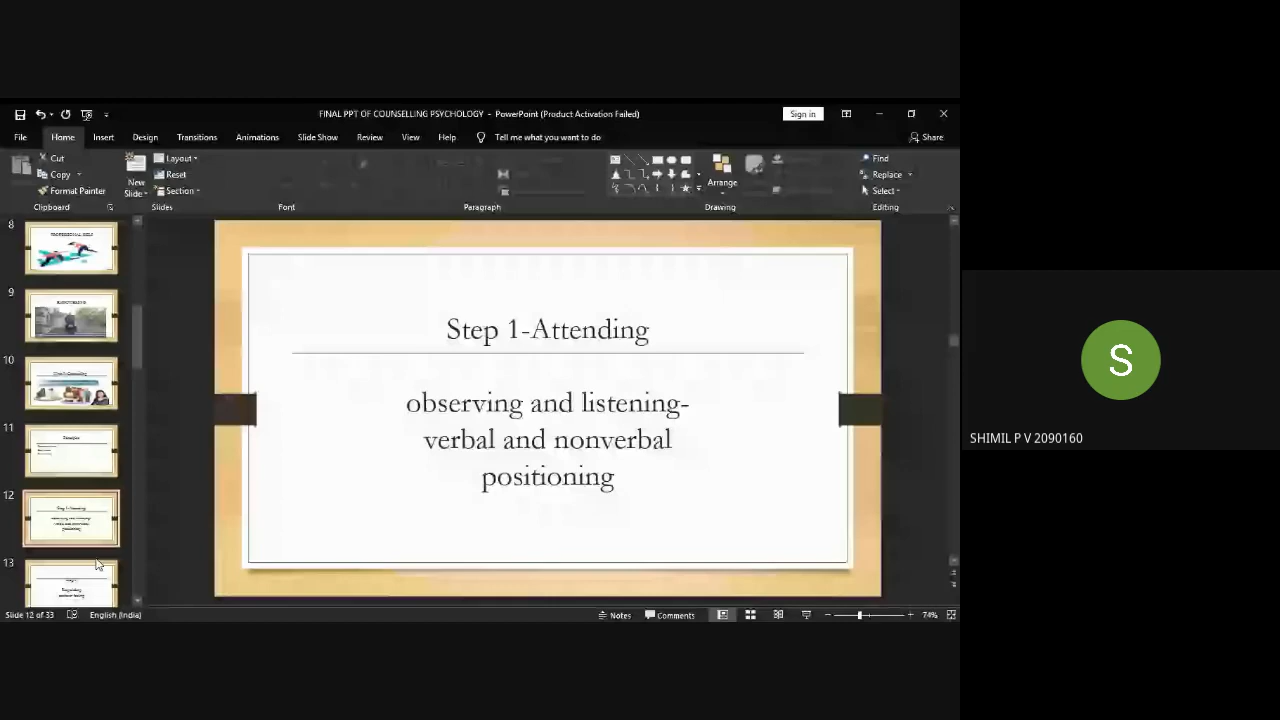 FINAL PPT OF COUNSELLING PSYCHOLOGY - PowerPoint (Product Activation Failed)
Sign in
File Home Insert Design Transitions Animations Slide Show Review View Help Tell me what you want to do Share
Cut
Copy
Format Painter
Clipboard
New Slide
Layout
Reset
Section
Slides
Font
Paragraph
Arrange
Drawing
Find
Replace
Select
Editing
8
9
10
11
12
13
Step 1-Attending
observing and listening-
verbal and nonverbal
positioning
SHIMIL P V 2090160
Slide 12 of 33 English (India) Notes Comments 74%
S